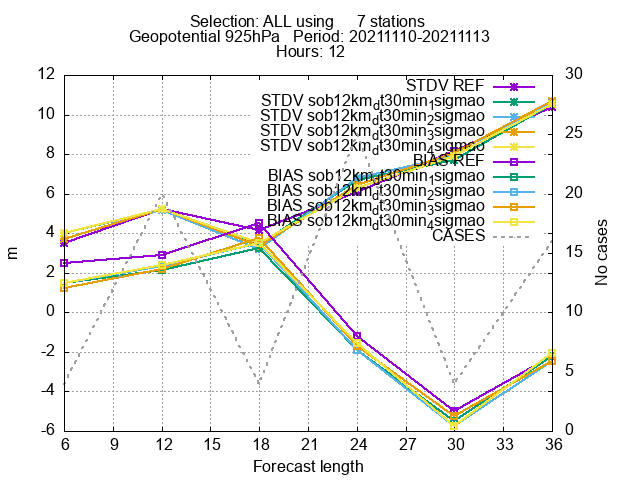 Selection: ALL using 7 stations
Geopotential 925hPa Period: 20211110-20211113
Hours: 12
12
10
8
6
4
2
0
-2
-4
-6
m
30
25
20
15
10
5
0
No cases
STDV REF
STDV sob12km_dt30min_1sigmao
STDV sob12km_dt30min_2sigmao
STDV sob12km_dt30min_3sigmao
STDV sob12km_dt30min_4sigmao
BIAS REF
BIAS sob12km_dt30min_1sigmao
BIAS sob12km_dt30min_2sigmao
BIAS sob12km_dt30min_3sigmao
BIAS sob12km_dt30min_4sigmao
CASES
6 9 12 15 18 21 24 27 30 33 36
Forecast length